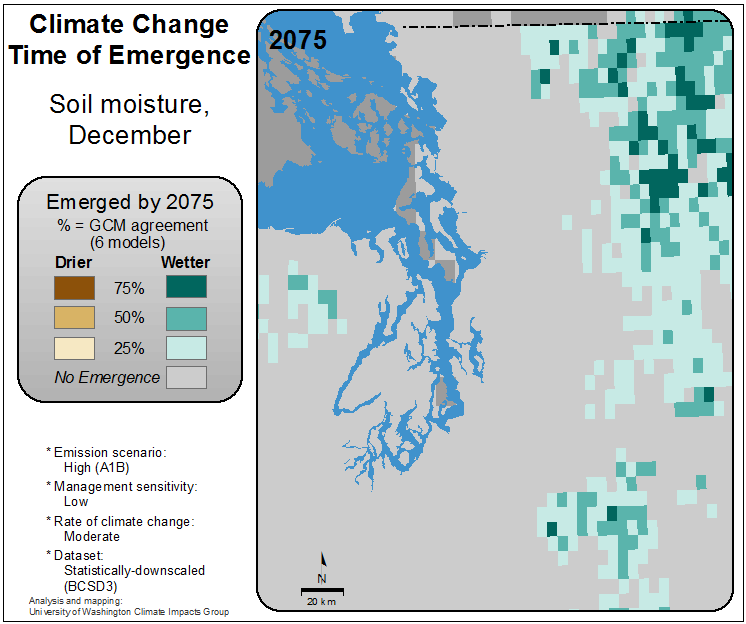 Climate Change
Time of Emergence
Soil moisture,
December
Emerged by 2075
% = GCM agreement
(6 models)
Drier Wetter
75%
50%
25%
No Emergence
* Emission scenario:
High (A1B)
* Management sensitivity:
Low
* Rate of climate change:
Moderate
* Dataset:
Statistically-downscaled
(BCSD3)
Analysis and mapping:
University of Washington Climate Impacts Group
2075
N
20 km